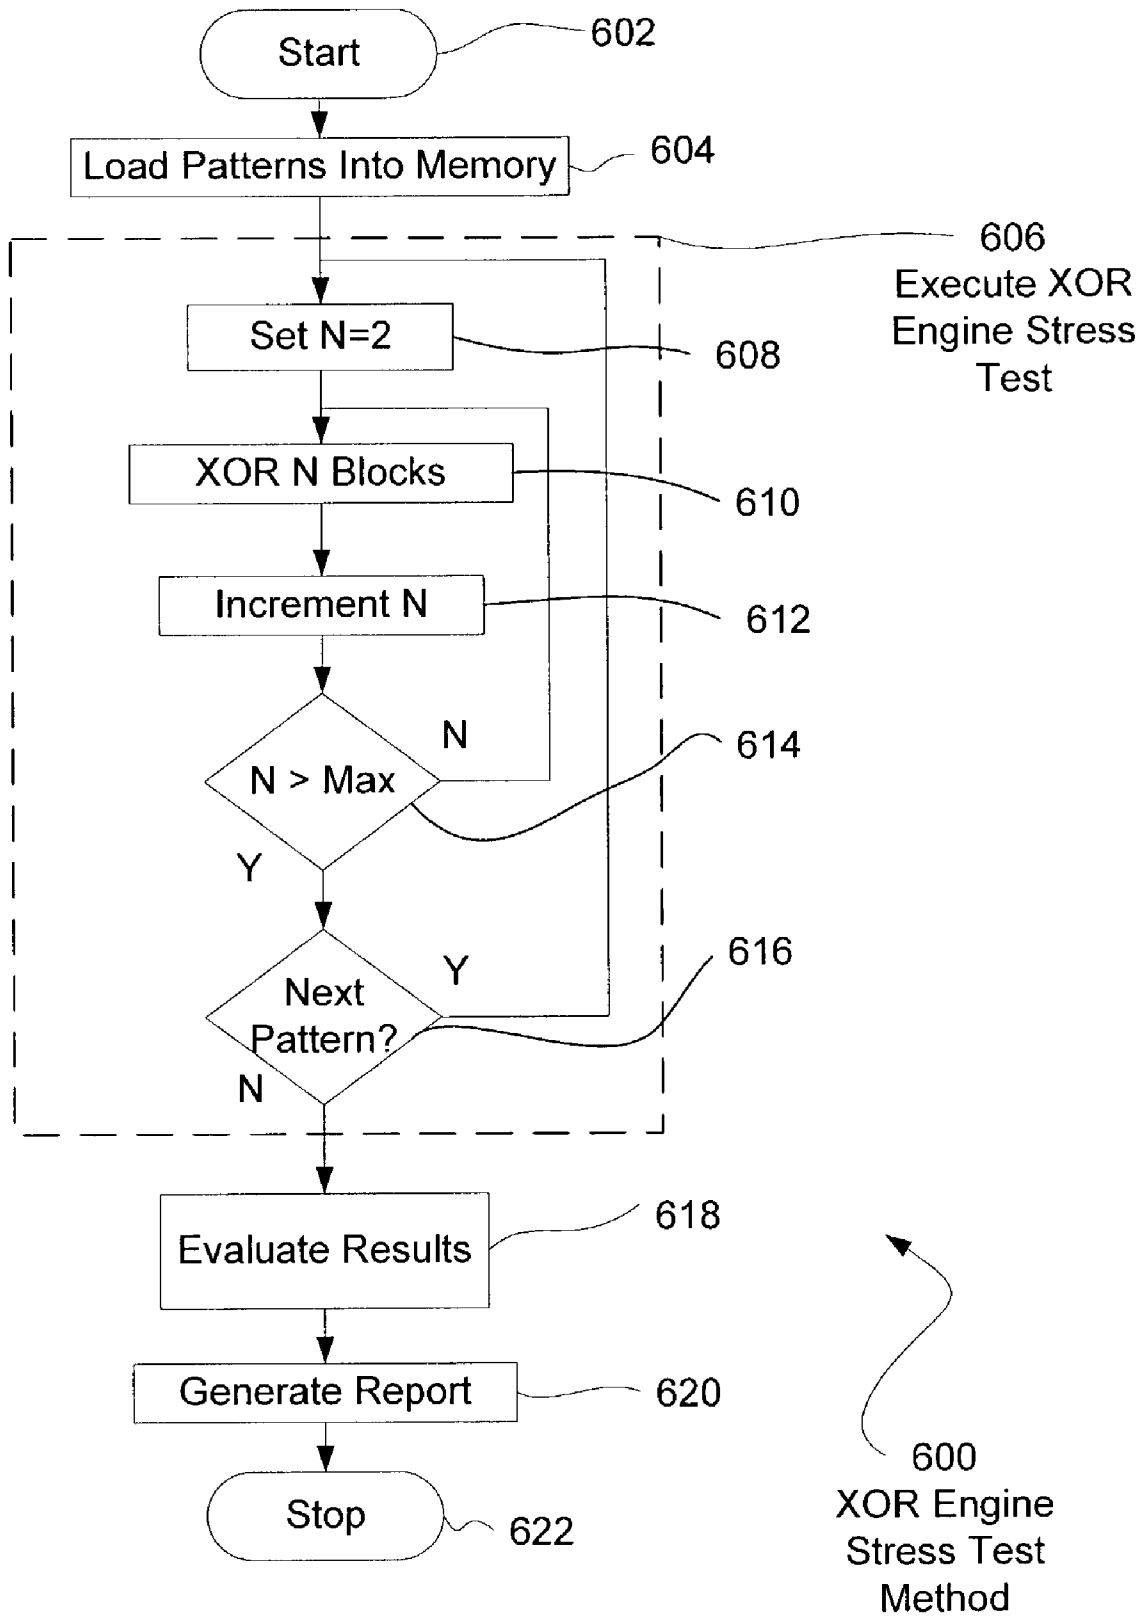 Start
602
Load Patterns Into Memory
604
606
Execute XOR
Engine Stress
Test
Set N=2
608
XOR N Blocks
610
Increment N
612
N
N > Max
614
Y
616
Y
Next
Pattern?
N
618
Evaluate Results
Generate Report
620
600
XOR Engine
Stress Test
Method
Stop
622